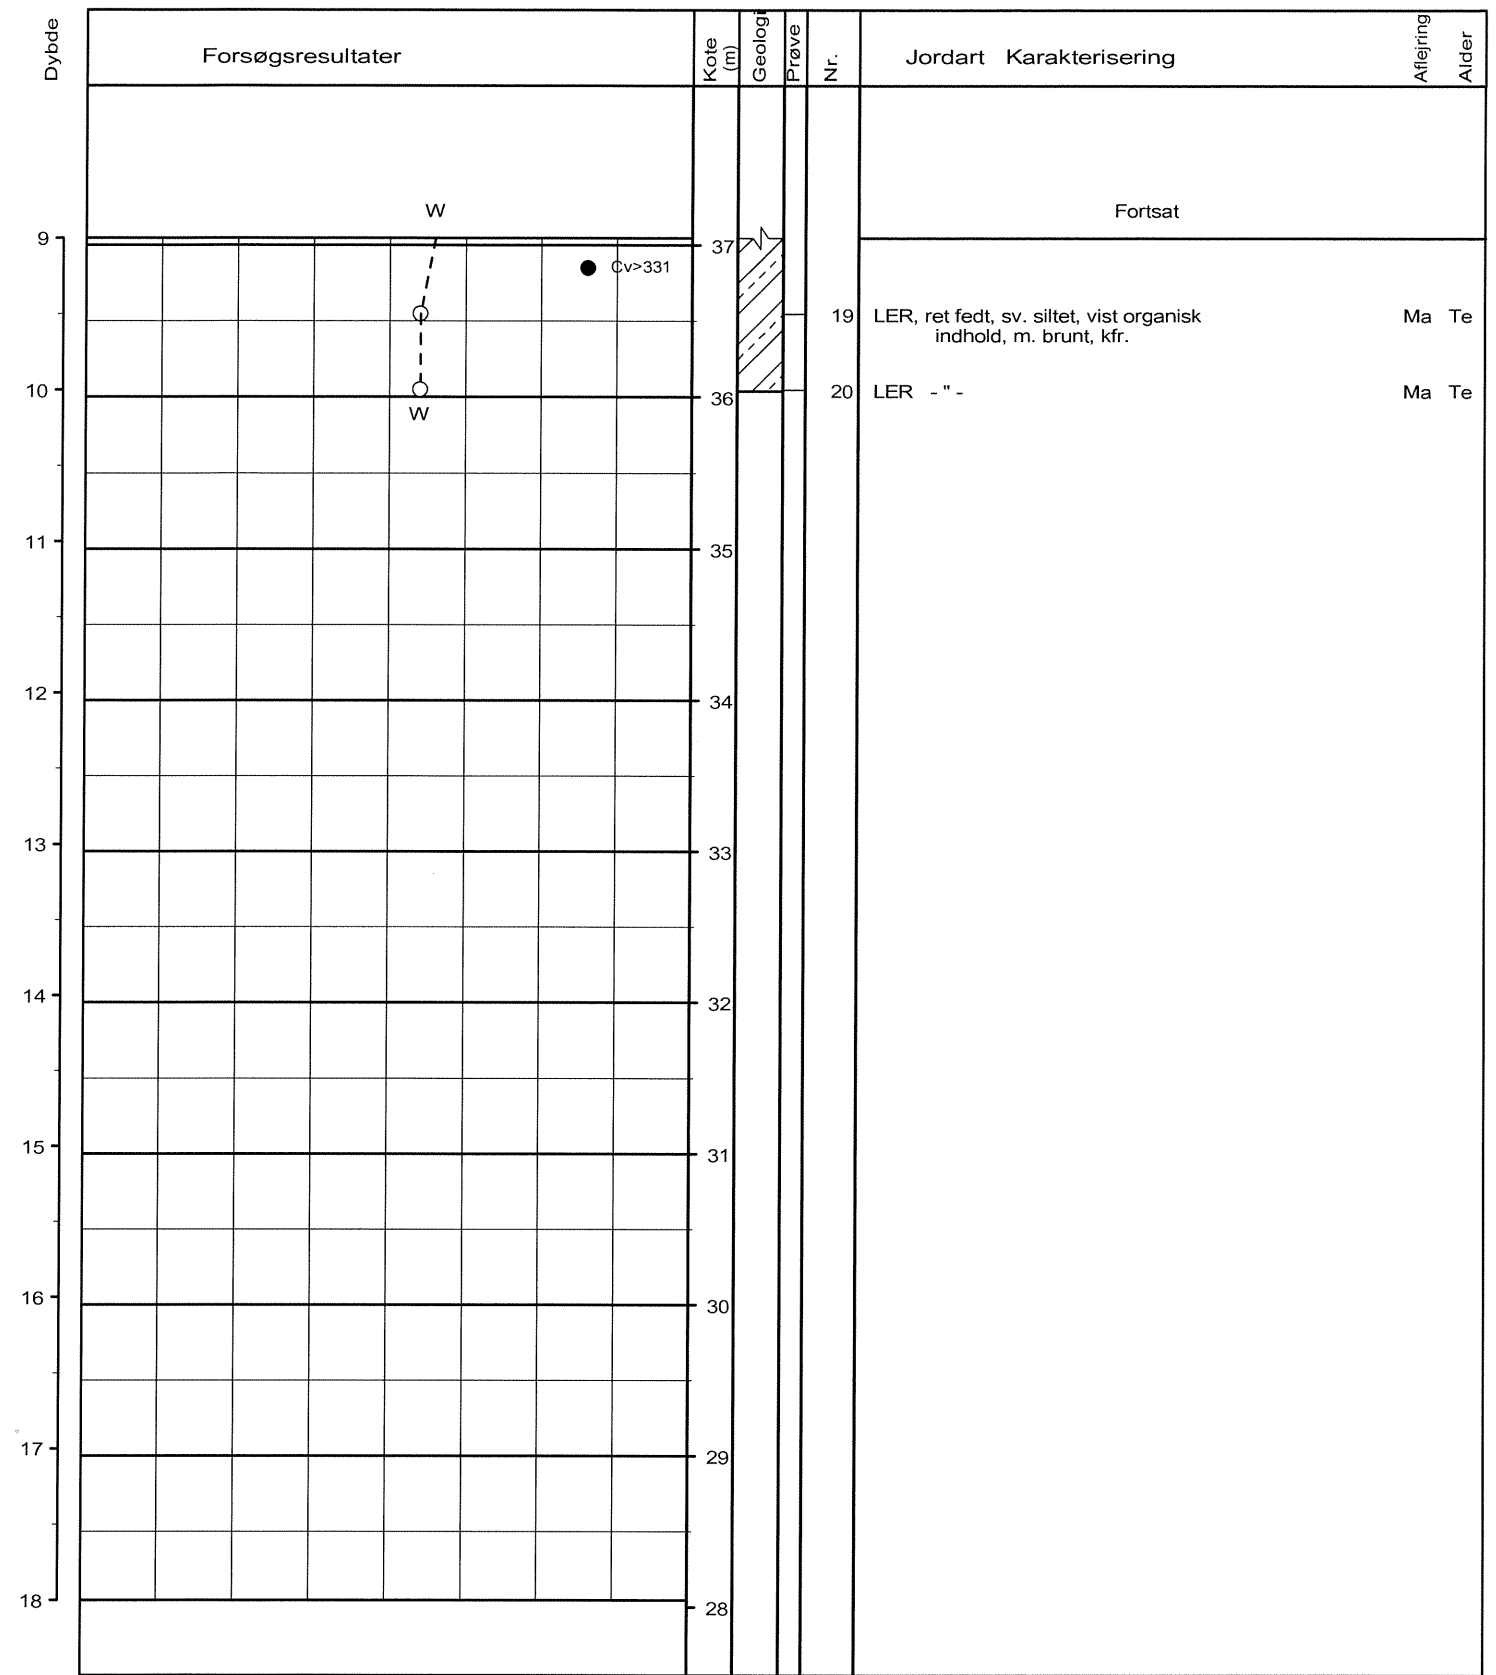 Dybde
Forsøgsresultater
Kote
(m)
Geologi
Prøve
Nr.
Jordart Karakterisering
Aflejring
Alder
Fortsat
W
9
37
Cv>331
19 LER, ret fedt, sv. siltet, vist organisk Ma Te
indhold, m. brunt, kfr.
10
36
20 LER - " - Ma Te
W
11
35
12
34
13
33
14
32
15
31
16
30
17
29
18
28